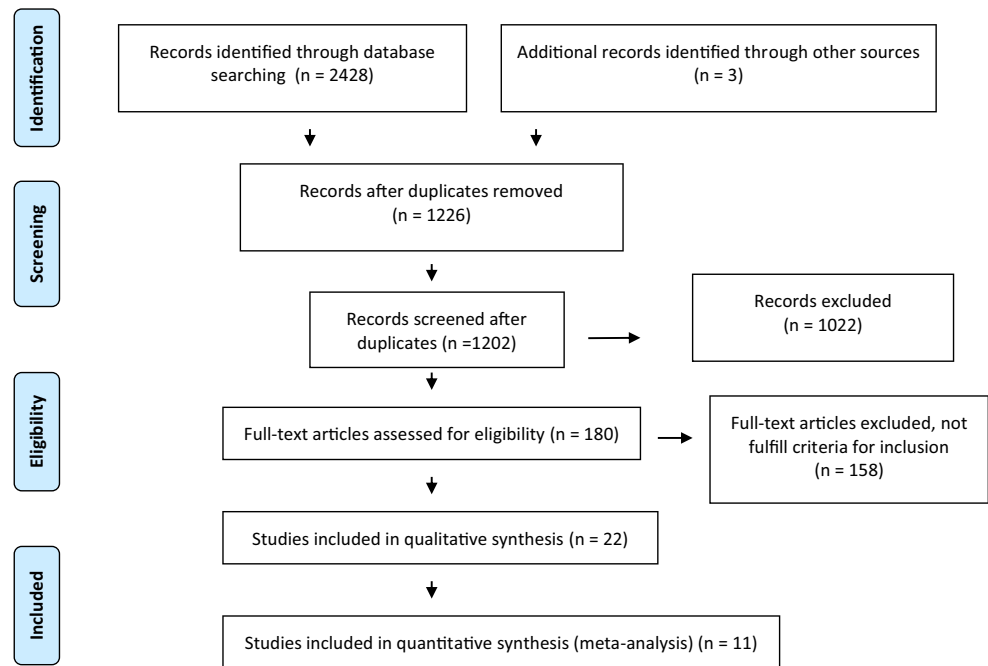 Identification
Records identified through database
searching (n = 2428)
Additional records identified through other sources
(n = 3)
Screening
Records after duplicates removed
(n = 1226)
Records screened after
duplicates (n =1202)
Records excluded
(n = 1022)
Eligibility
Full-text articles assessed for eligibility (n = 180)
Full-text articles excluded, not
fulfill criteria for inclusion
(n = 158)
Studies included in qualitative synthesis (n = 22)
Included
Studies included in quantitative synthesis (meta-analysis) (n = 11)